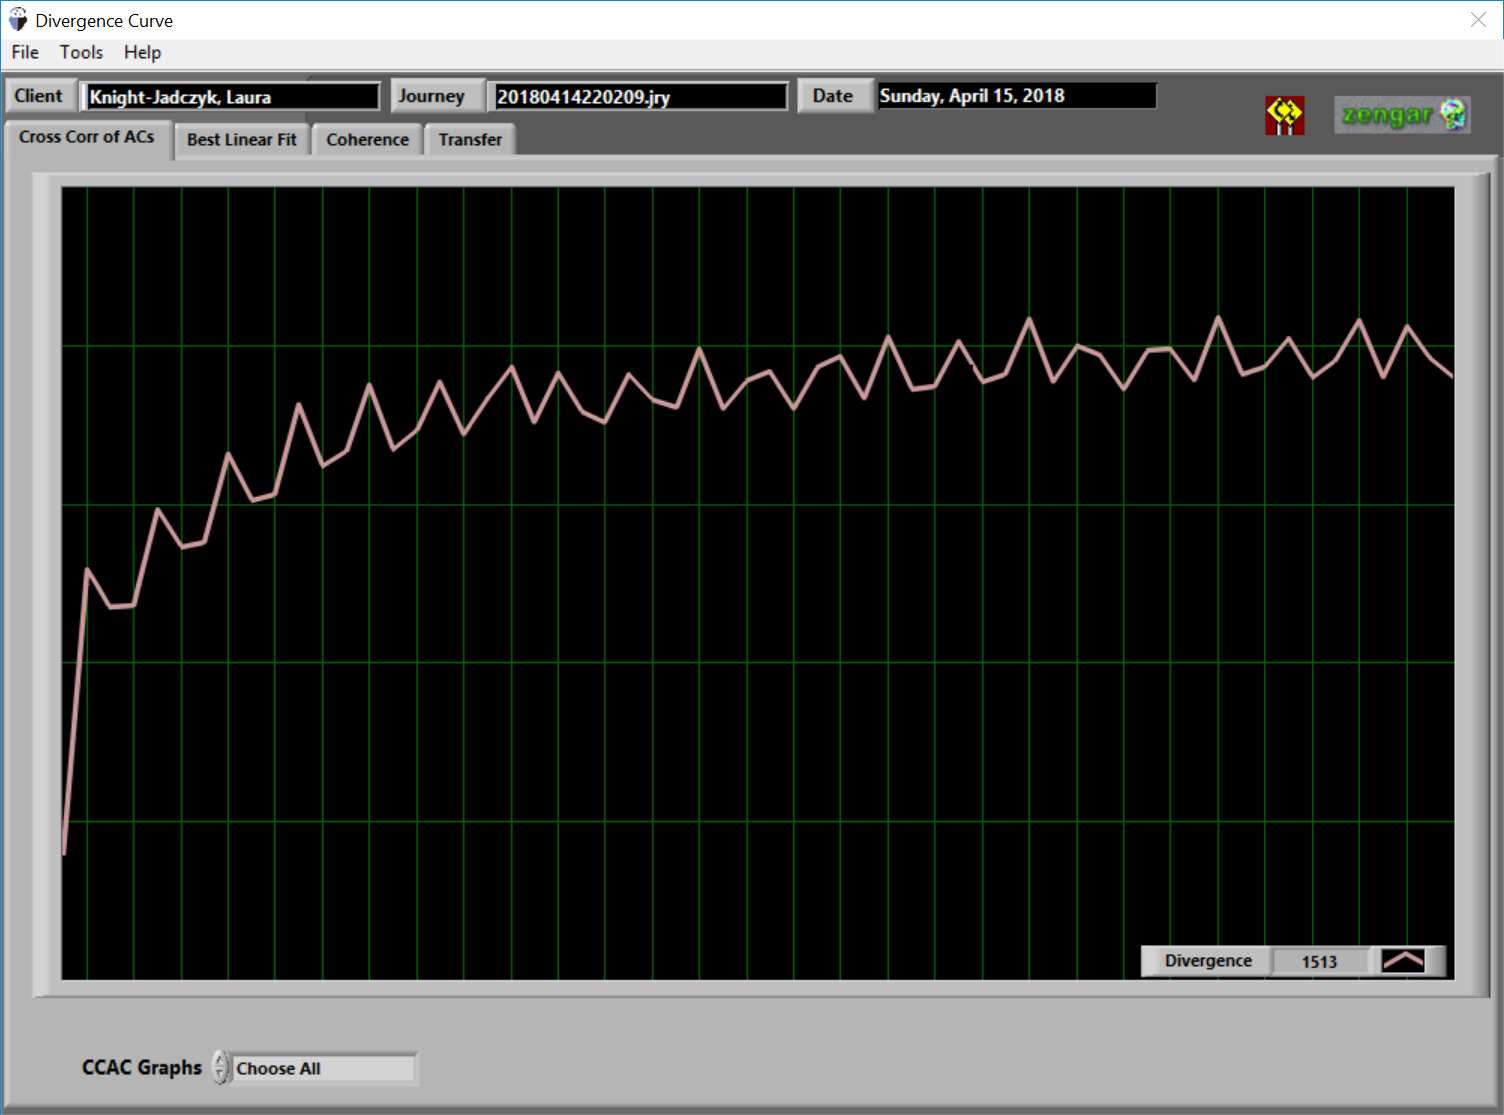 Divergence Curve
File Tools Help
Client Knight-Jadczyk, Laura Journey 20180414220209.jry Date Sunday, April 15, 2018
zengar
Cross Corr of ACs Best Linear Fit Coherence Transfer
Divergence 1513
CCAC Graphs Choose All